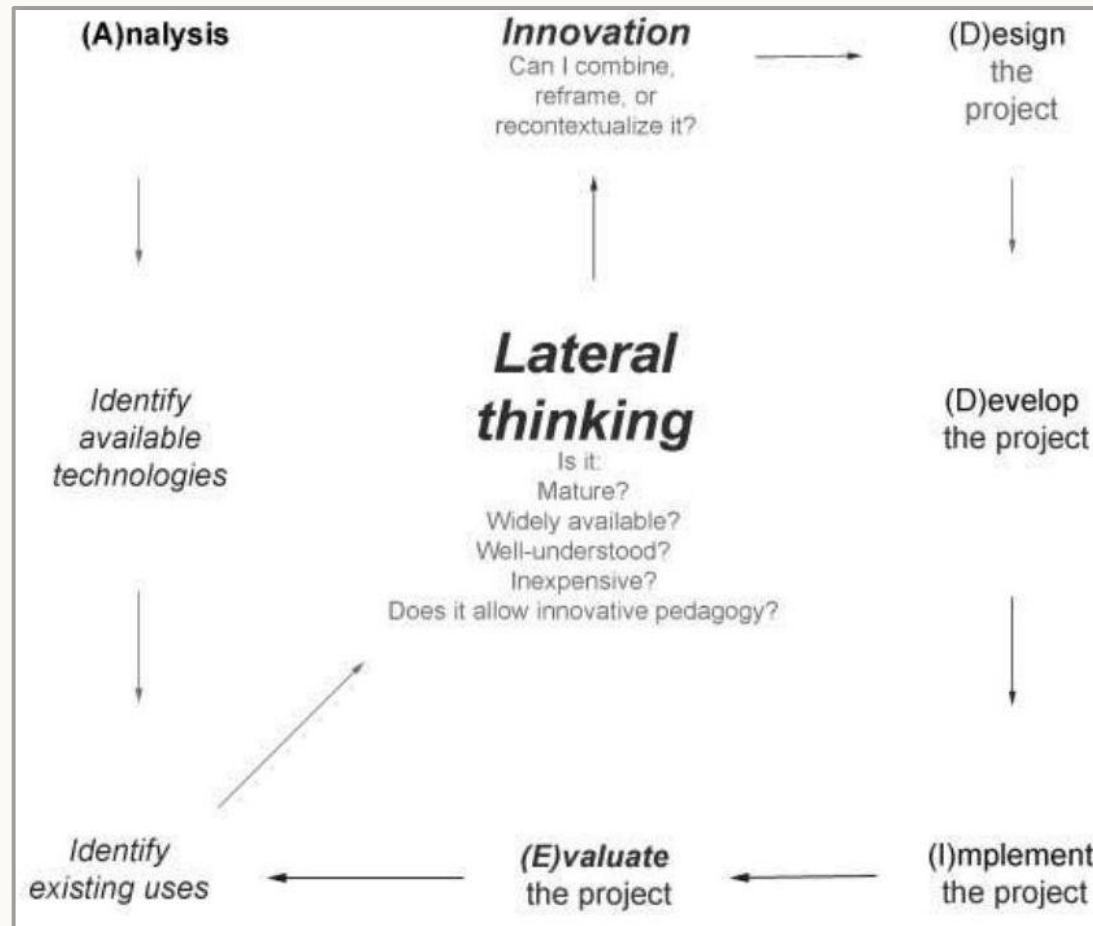 (A)nalysis
Identify
available
technologies
Identify
existing uses
Lateral
thinking
Is it:
Mature?
Widely available?
Well-understood?
Inexpensive?
Does it allow innovative pedagogy?
Innovation
Can I combine,
reframe, or
recontextualize it?
(D)esign
the
project
(D)evelop
the project
(I)mplement
the project
(E)valuate
the project